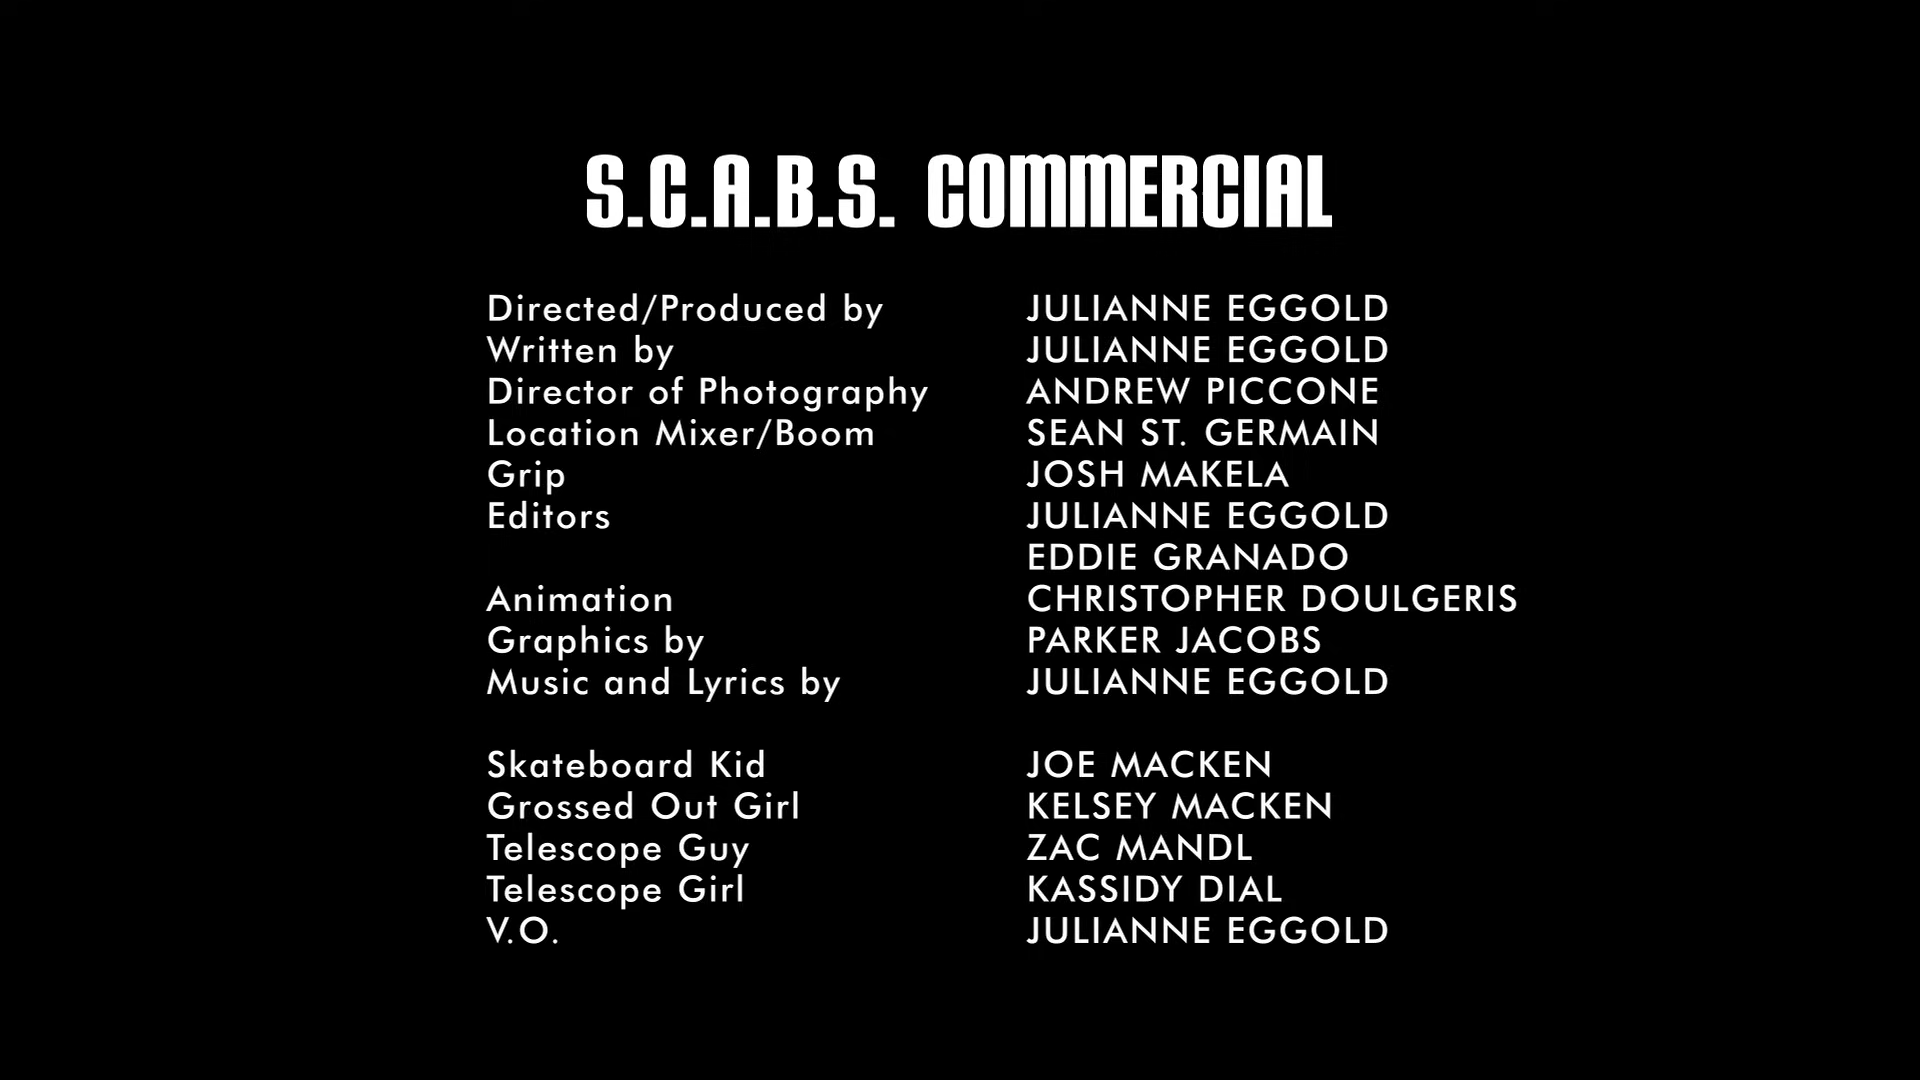 S.C.A.B.S. COMMERCIAL
Directed/Produced by JULIANNE EGGOLD
Written by JULIANNE EGGOLD
Director of Photography ANDREW PICCONE
Location Mixer/Boom SEAN ST. GERMAIN
Grip JOSH MAKELA
Editors JULIANNE EGGOLD
EDDIE GRANADO
Animation CHRISTOPHER DOULGERIS
Graphics by PARKER JACOBS
Music and Lyrics by JULIANNE EGGOLD
Skateboard Kid JOE MACKEN
Grossed Out Girl KELSEY MACKEN
Telescope Guy ZAC MANDL
Telescope Girl KASSIDY DIAL
V.O. JULIANNE EGGOLD